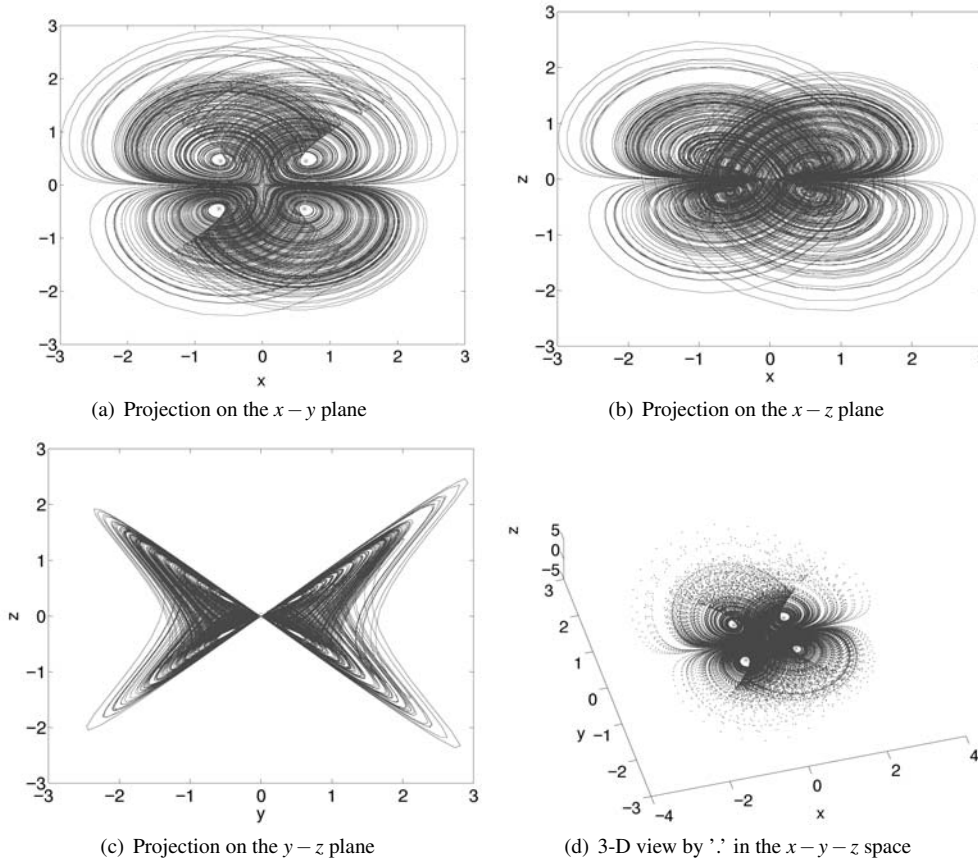 3
2
1
0
−1
−2
−3
−3 −2 −1 0 1 2 3
x
(a) Projection on the x − y plane
3
2
1
z 0
−1
−2
−3
−3 −2 −1 0 1 2
x
(b) Projection on the x − z plane
3
2
1
z 0
−1
−2
−3
−3 −2 −1 0 1 2 3
y
(c) Projection on the y − z plane
z 5
0
−5
3
2
1
0
y −1
−2
−3
−4 −2 0 2 4
x
(d) 3-D view by '.' in the x − y − z space